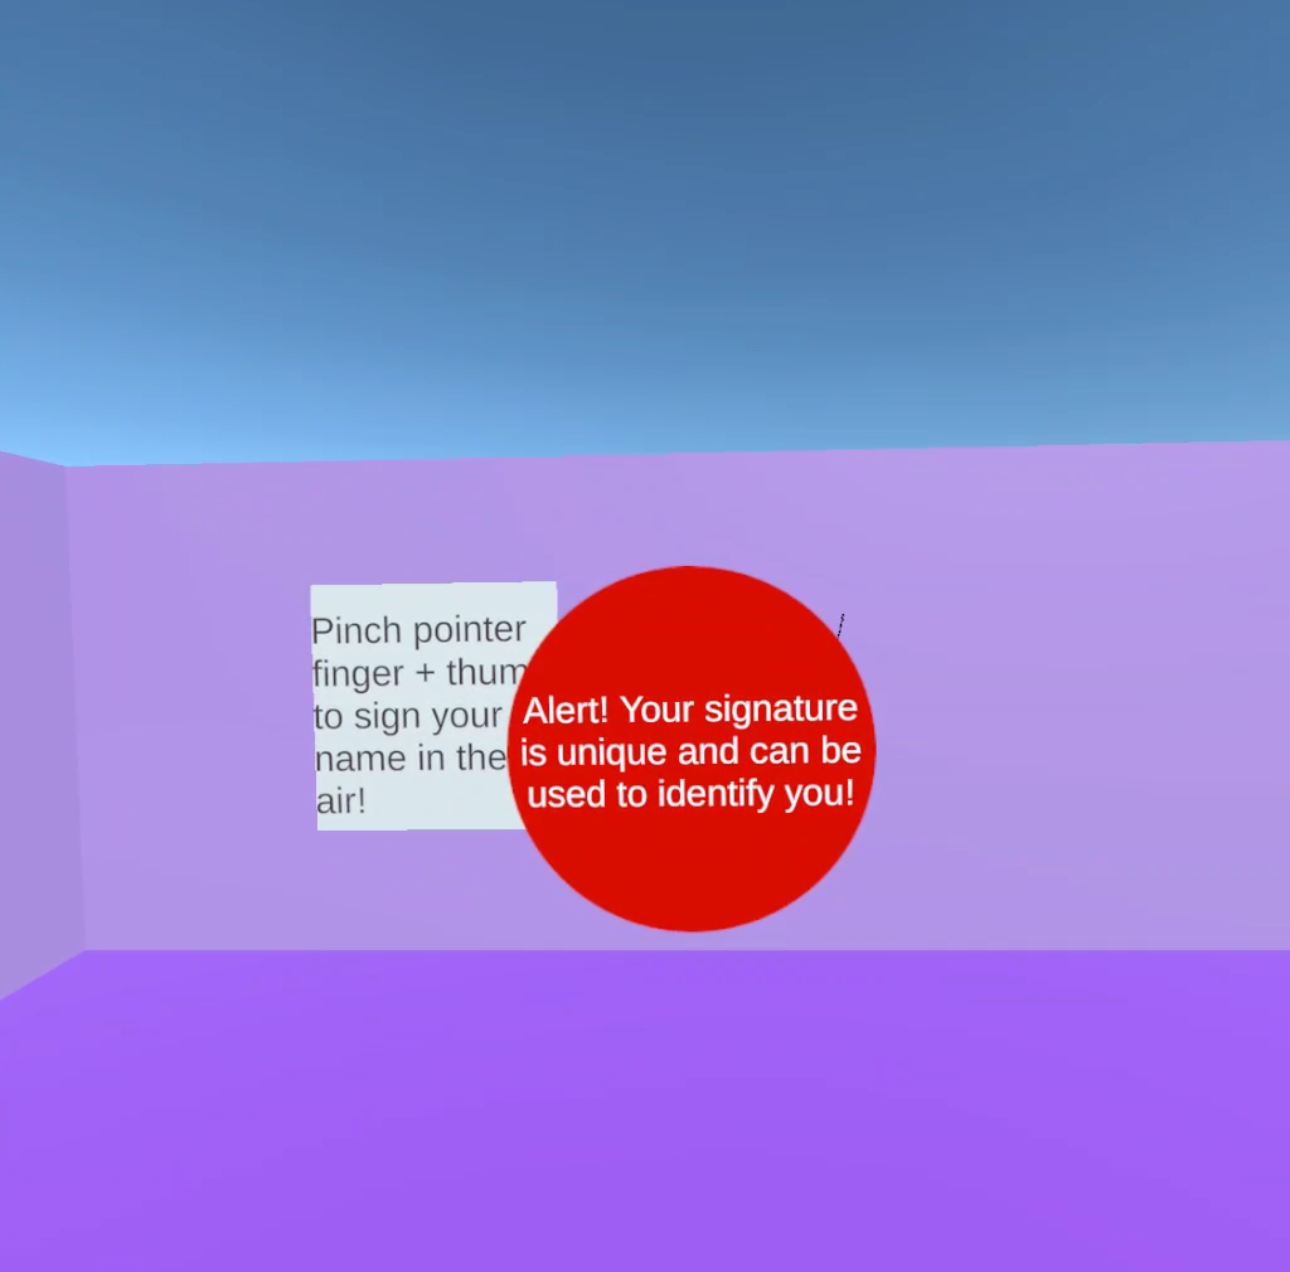 Pinch pointer
finger + thum
to sign your
name in the
air!
Alert! Your signature
is unique and can be
used to identify you!